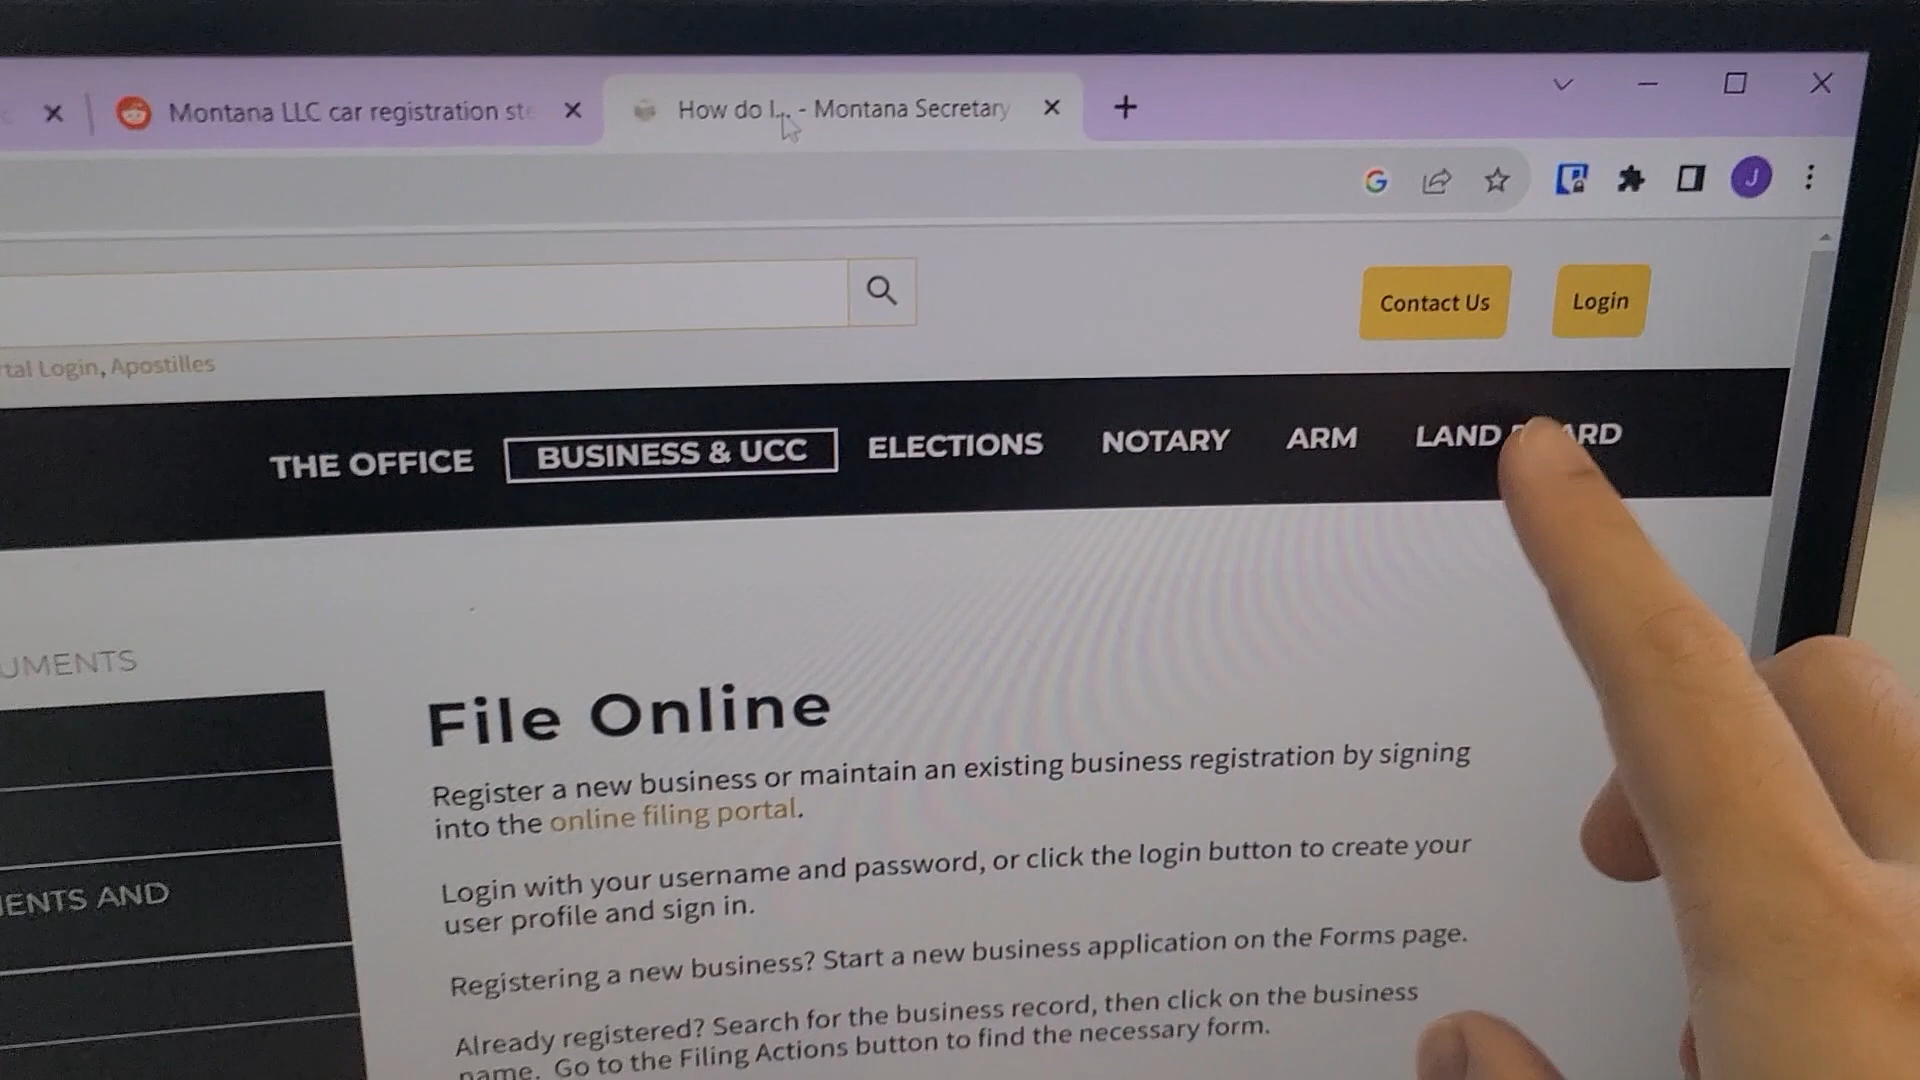 Montana LLC car registration ste
How do I... - Montana Secretary
J
Contact Us
Login
tal Login, Apostilles
THE OFFICE
BUSINESS & UCC
ELECTIONS
NOTARY
ARM
LAND ARD
UMENTS
ENTS AND
File Online
Register a new business or maintain an existing business registration by signing
into the online filing portal.
Login with your username and password, or click the login button to create your
user profile and sign in.
Registering a new business? Start a new business application on the Forms page.
Already registered? Search for the business record, then click on the business
name. Go to the Filing Actions button to find the necessary form.